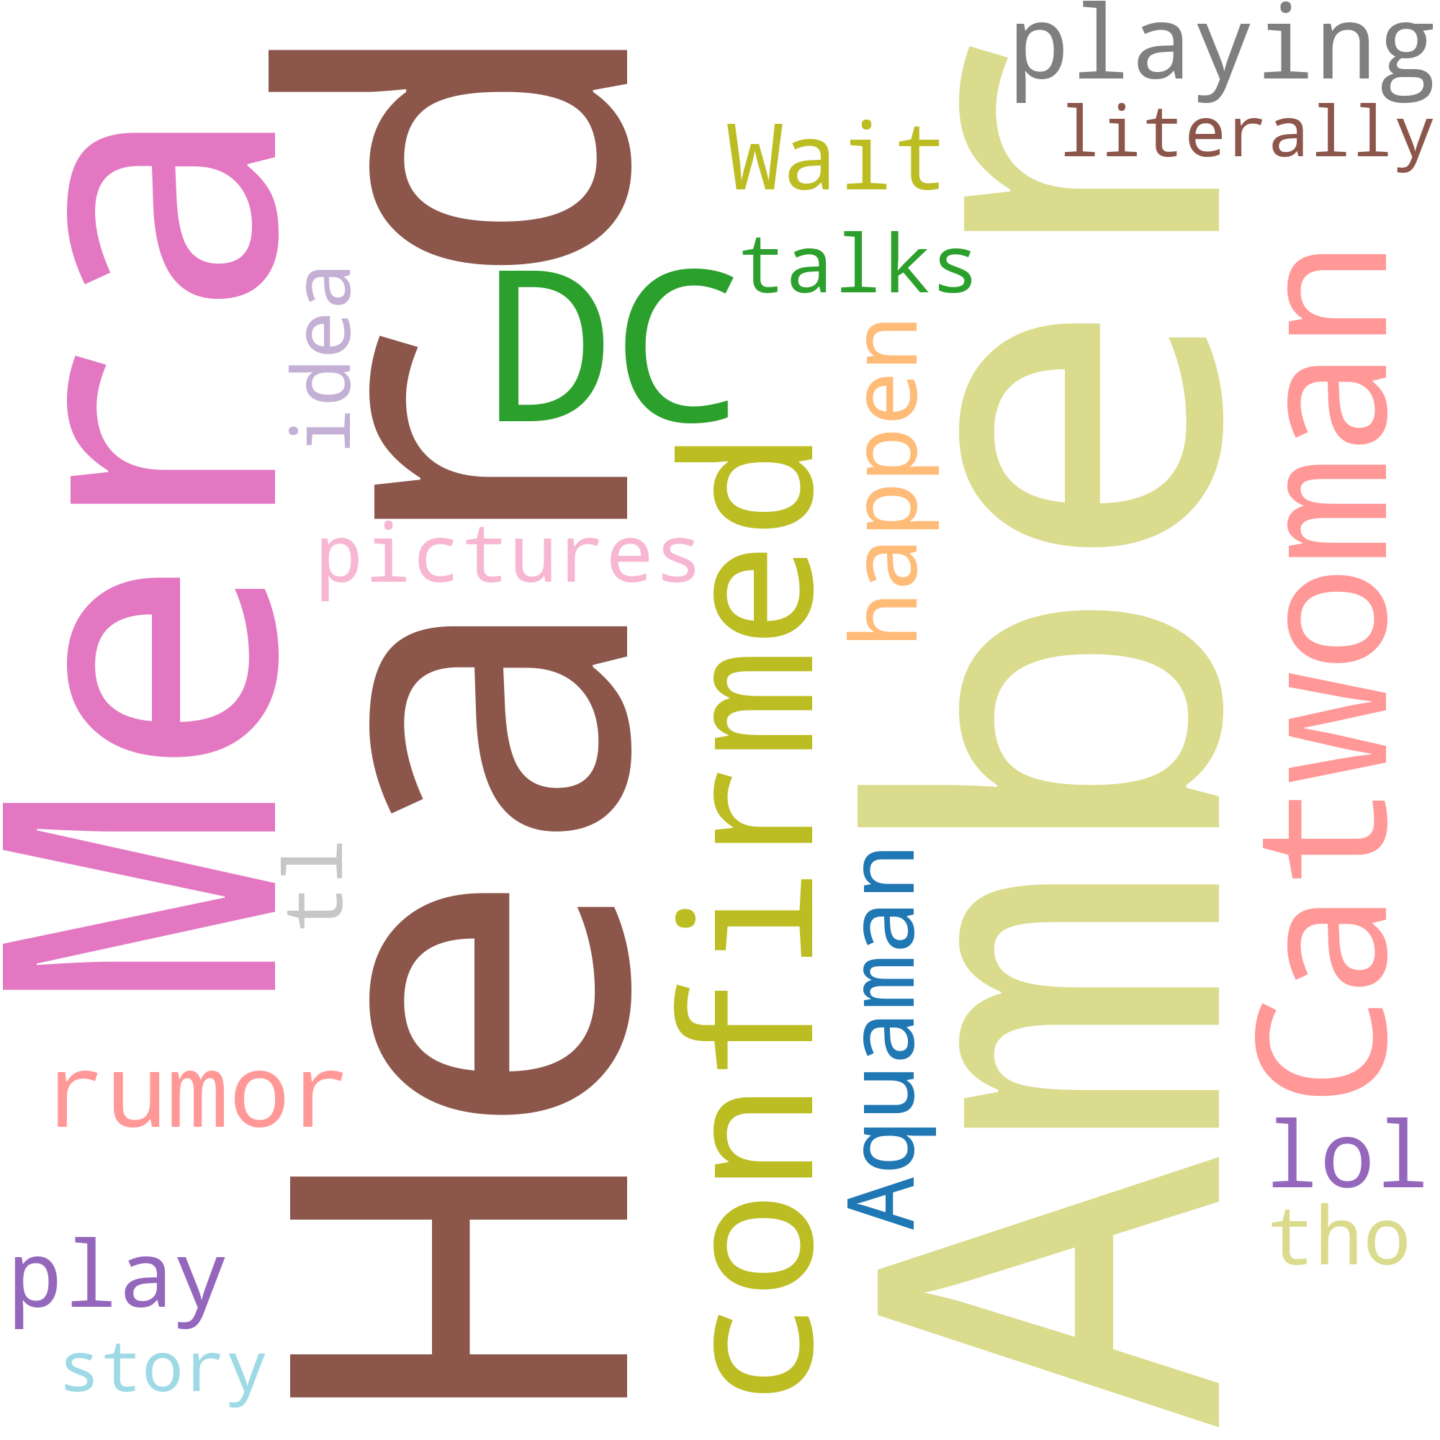 playing
literally
Wait
talks
DC
Mera
idea
Heard
pictures
confirmed
happen
Amber
Catwoman
tl
Aquaman
rumor
lol
tho
play
story